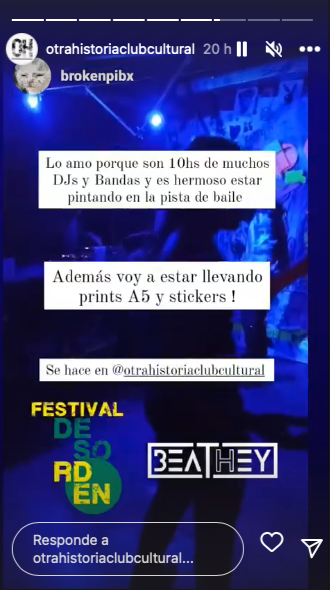 otrahistoriaclubcultural 20 h
brokenpibx
Lo amo porque son 10hs de muchos
DJs y Bandas y es hermoso estar
pintando en la pista de baile
Además voy a estar llevando
prints A5 y stickers !
Se hace en @otrahistoriaclubcultural
FESTIVAL
DE
SO
RD
EN
BEATHEY
Responde a
otrahistoriaclubcultural...